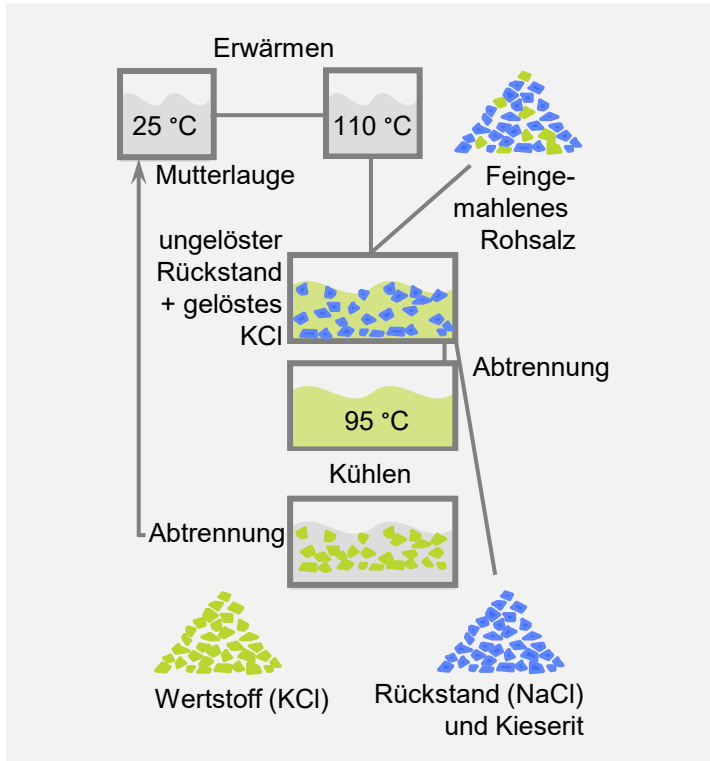 Erwärmen
25 °C
110 °C
Mutterlauge
Feinge-
mahlenes
Rohsalz
ungelöster
Rückstand
+ gelöstes
KCl
Abtrennung
95 °C
Kühlen
Abtrennung
Wertstoff (KCl)
Rückstand (NaCl)
und Kieserit